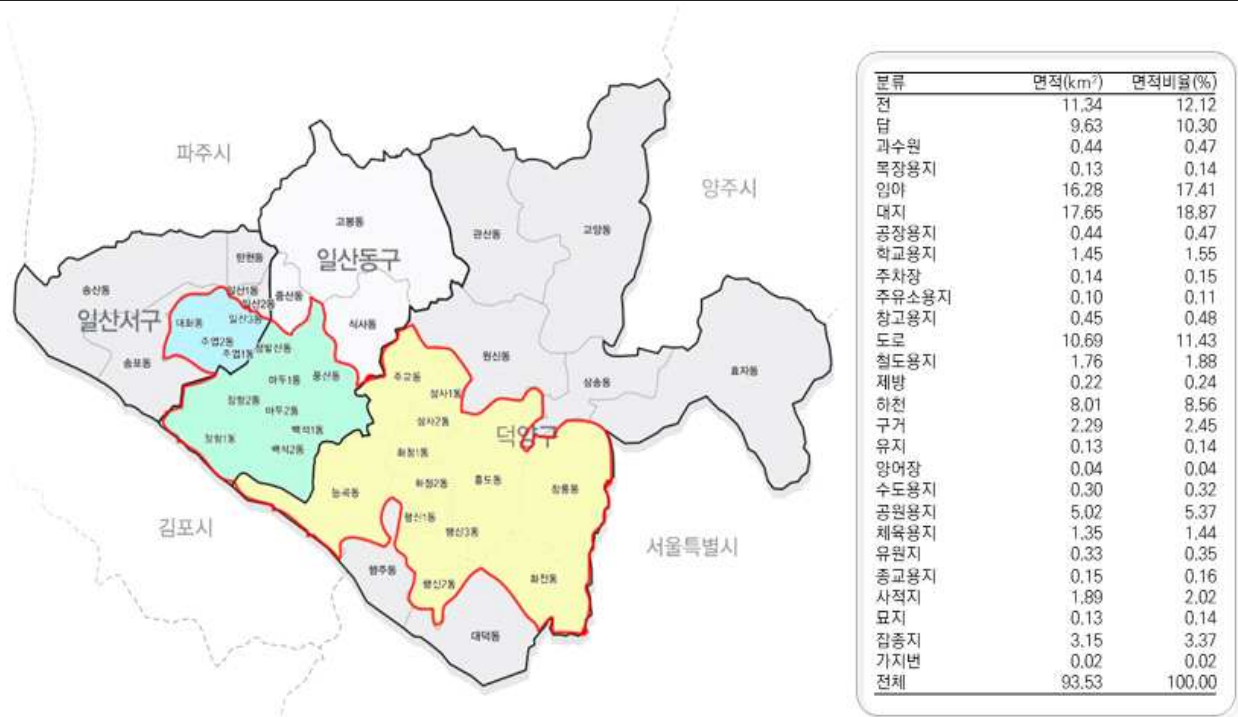 파주시
양주시
고봉동
관산동
고양동
탄현동
일산동구
송산동
일산1동
중산동
일산2동
일산서구
대화동
일산3동
식사동
주엽2동
정발산동
주엽1동
송포동
원신동
효자동
마두1동
풍산동
주교동
삼송동
장항2동
마두2동
성사1동
성사2동
장항1동
백석1동
백석2동
덕양구
화정1동
능곡동
화정2동
흥도동
창릉동
김포시
행신1동
행신3동
서울특별시
행주동
행신2동
화전동
대덕동
분류 면적(km²) 면적비율(%)
전 11.34 12.12
답 9.63 10.30
과수원 0.44 0.47
목장용지 0.13 0.14
임야 16.28 17.41
대지 17.65 18.87
공장용지 0.44 0.47
학교용지 1.45 1.55
주차장 0.14 0.15
주유소용지 0.10 0.11
창고용지 0.45 0.48
도로 10.69 11.43
철도용지 1.76 1.88
제방 0.22 0.24
하천 8.01 8.56
구거 2.29 2.45
유지 0.13 0.14
양어장 0.04 0.04
수도용지 0.30 0.32
공원용지 5.02 5.37
체육용지 1.35 1.44
유원지 0.33 0.35
종교용지 0.15 0.16
사적지 1.89 2.02
묘지 0.13 0.14
잡종지 3.15 3.37
가지번 0.02 0.02
전체 93.53 100.00